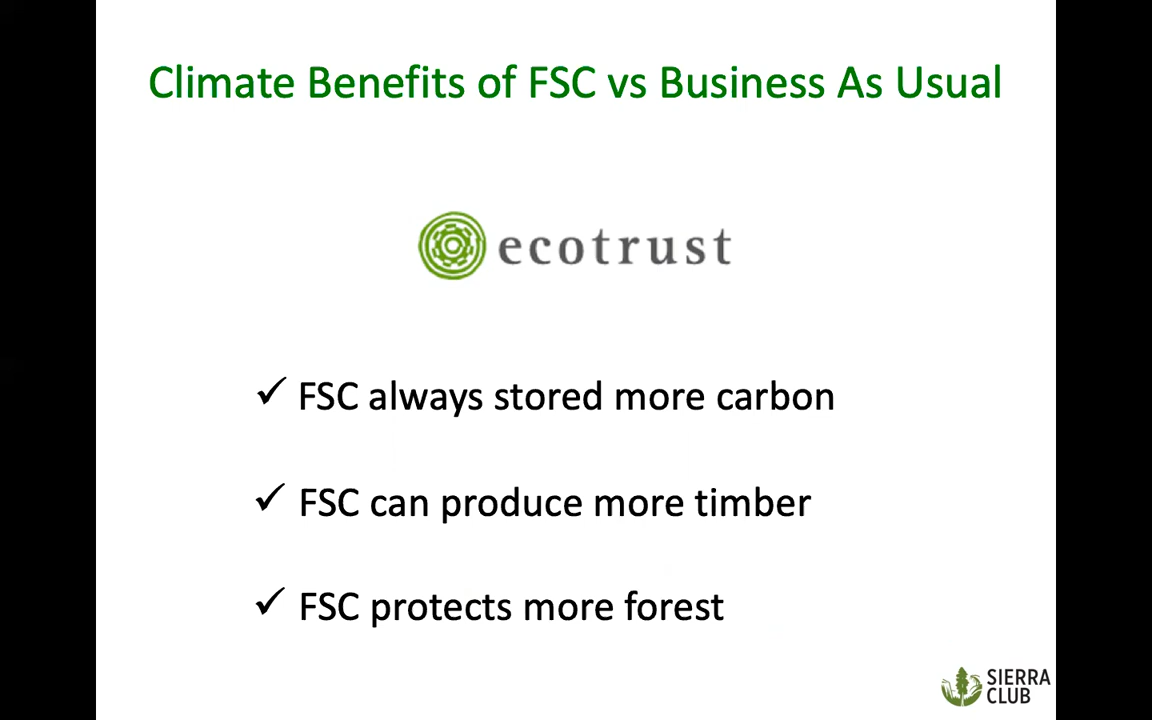 Climate Benefits of FSC vs Business As Usual
ecotrust
✓ FSC always stored more carbon
✓ FSC can produce more timber
✓ FSC protects more forest
SIERRA
CLUB